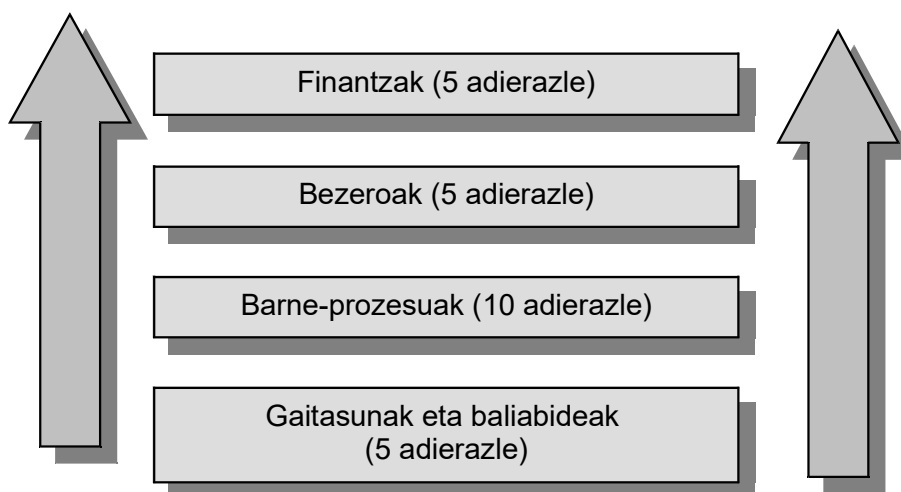 Finantzak (5 adierazle)
Bezeroak (5 adierazle)
Barne-prozesuak (10 adierazle)
Gaitasunak eta baliabideak
(5 adierazle)